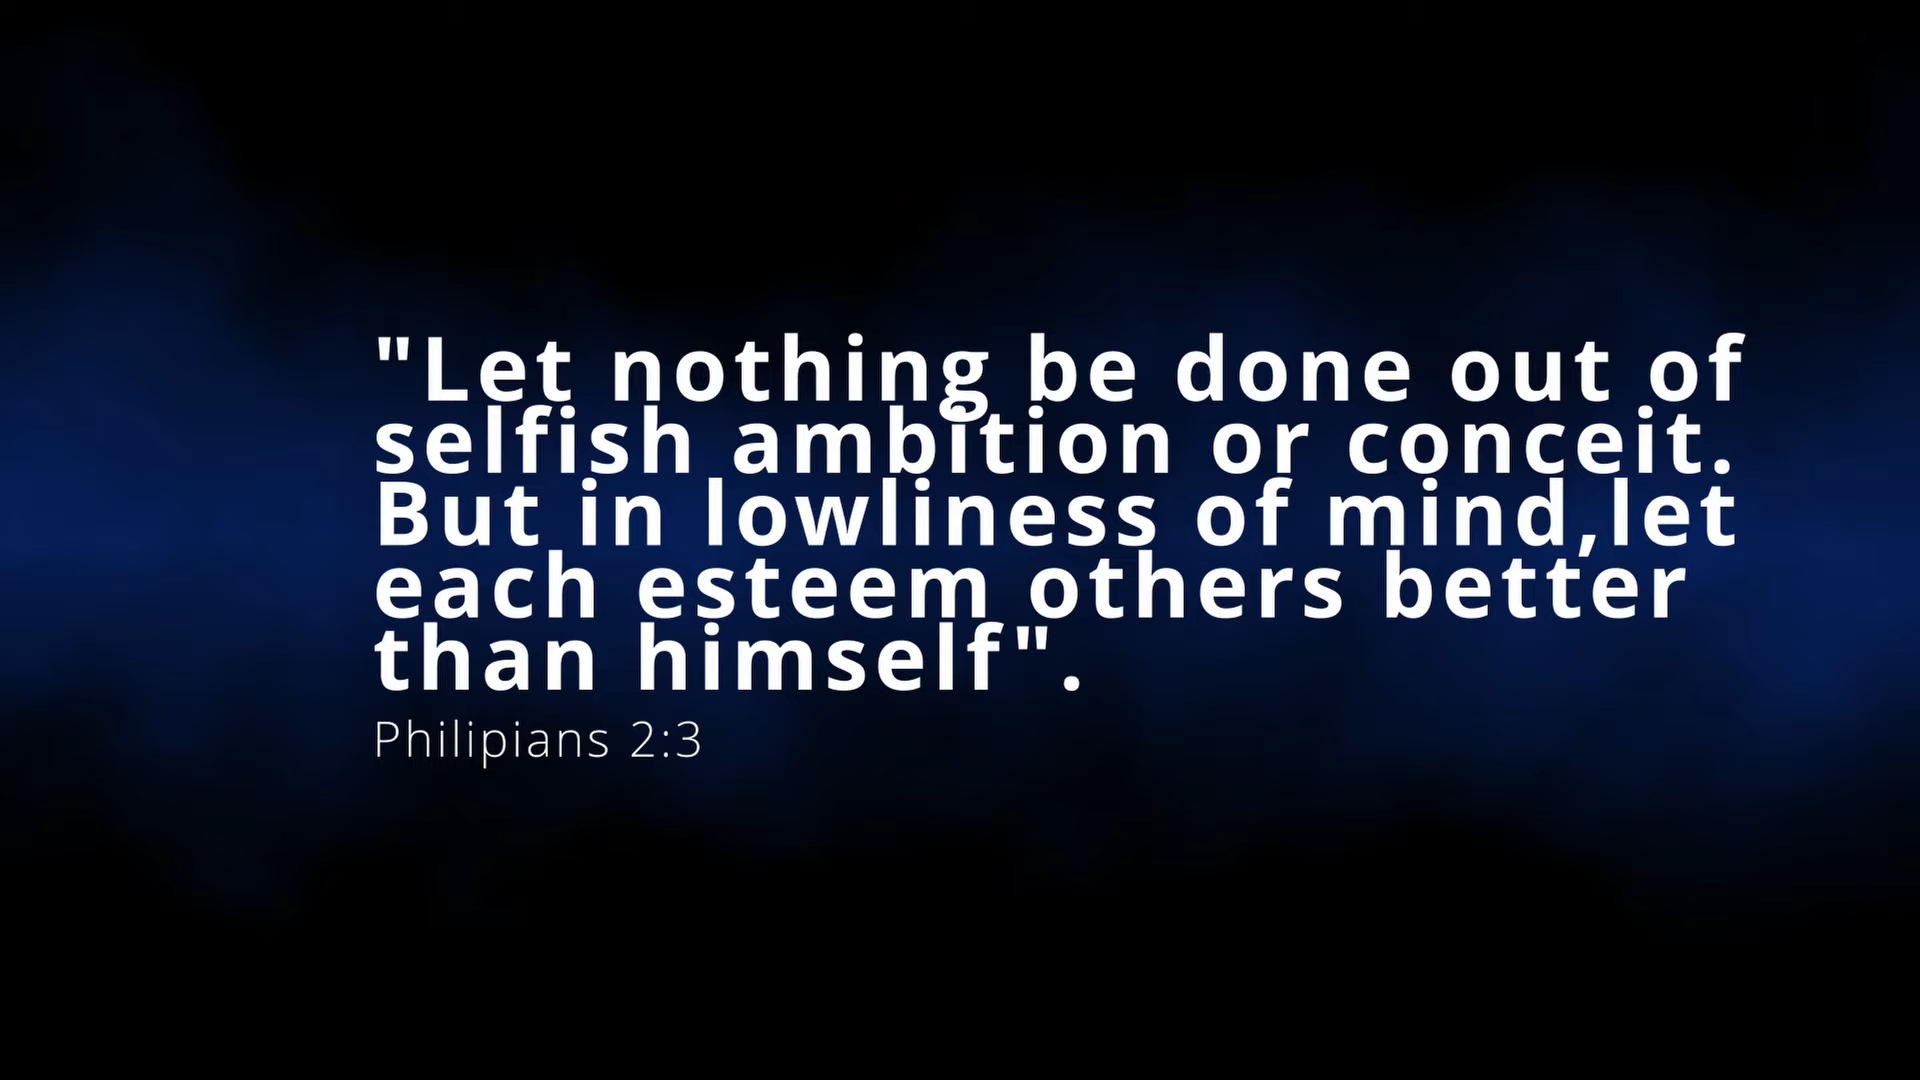 "Let nothing be done out of
selfish ambition or conceit.
But in lowliness of mind,let
each esteem others better
than himself".
Philipians 2:3